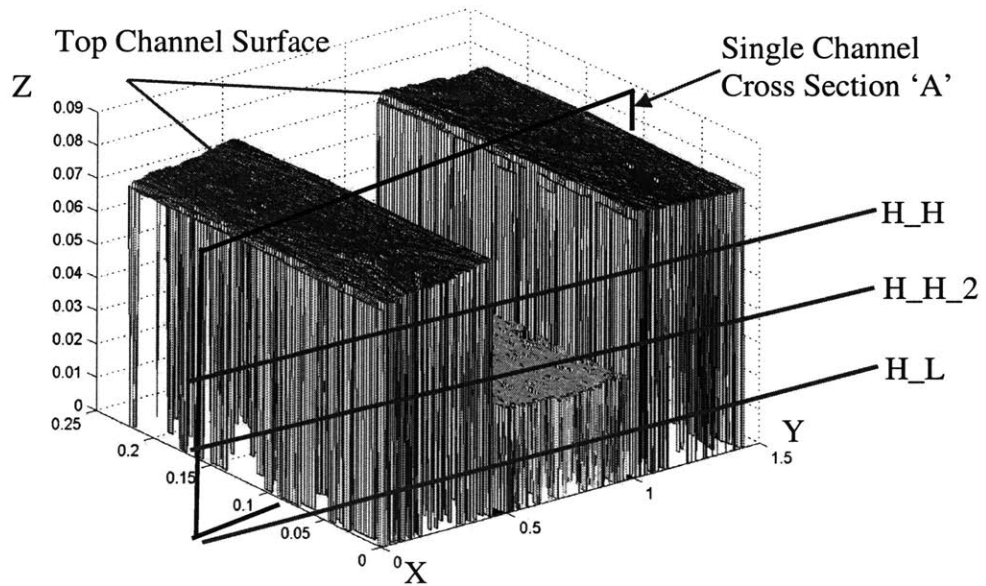 Top Channel Surface
Single Channel
Cross Section ‘A’
Z
0.09
0.08
0.07
0.06
0.05
0.04
0.03
0.02
0.01
0
H_H
H_H_2
H_L
0.25
0.2
0.15
0.1
0.05
0
X
0
0.5
1
1.5
Y